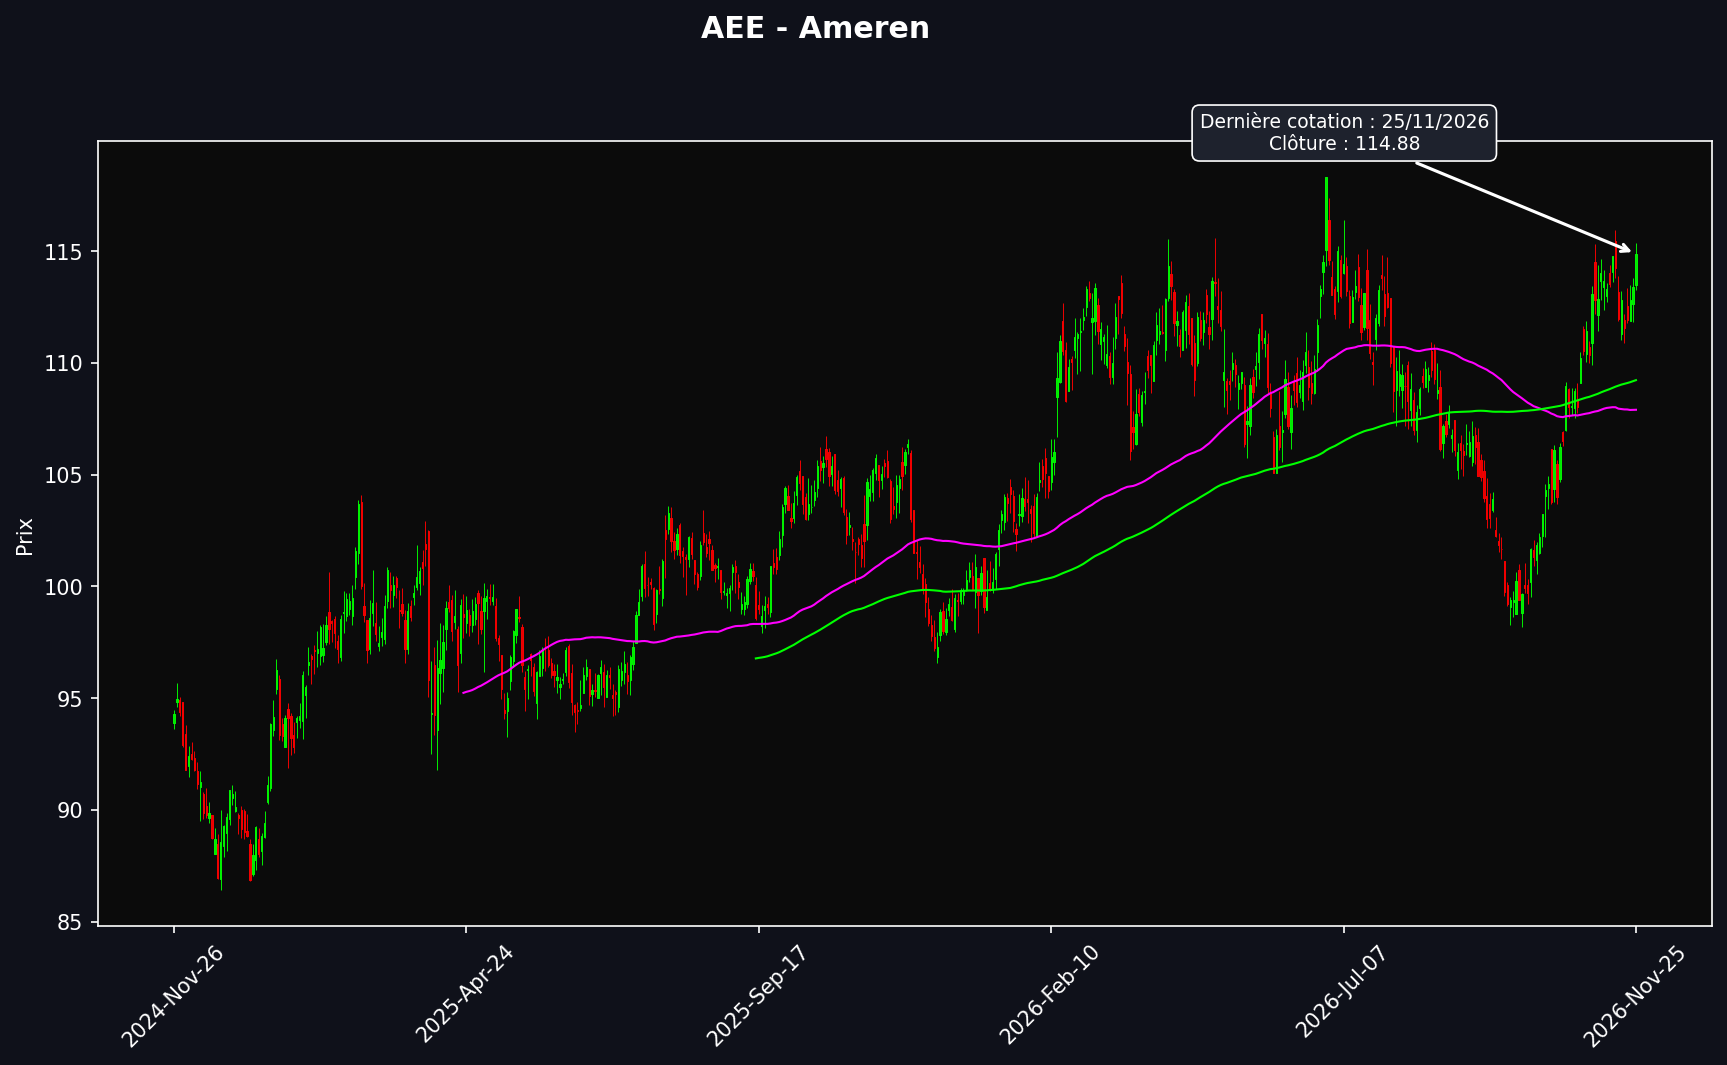 AEE - Ameren
Dernière cotation : 25/11/2026
Clôture : 114.88
Prix
115
110
105
100
95
90
85
2024-Nov-26
2025-Apr-24
2025-Sep-17
2026-Feb-10
2026-Jul-07
2026-Nov-25